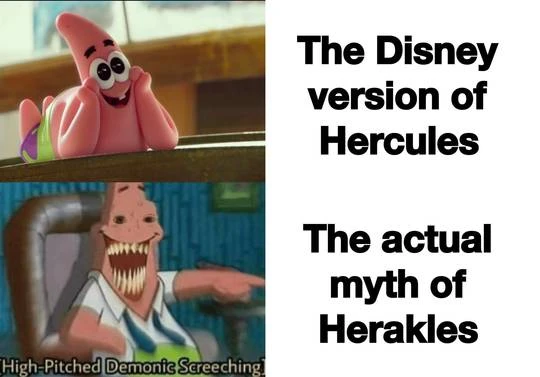 The Disney
version of
Hercules
The actual
myth of
Herakles
[High-Pitched Demonic Screeching]